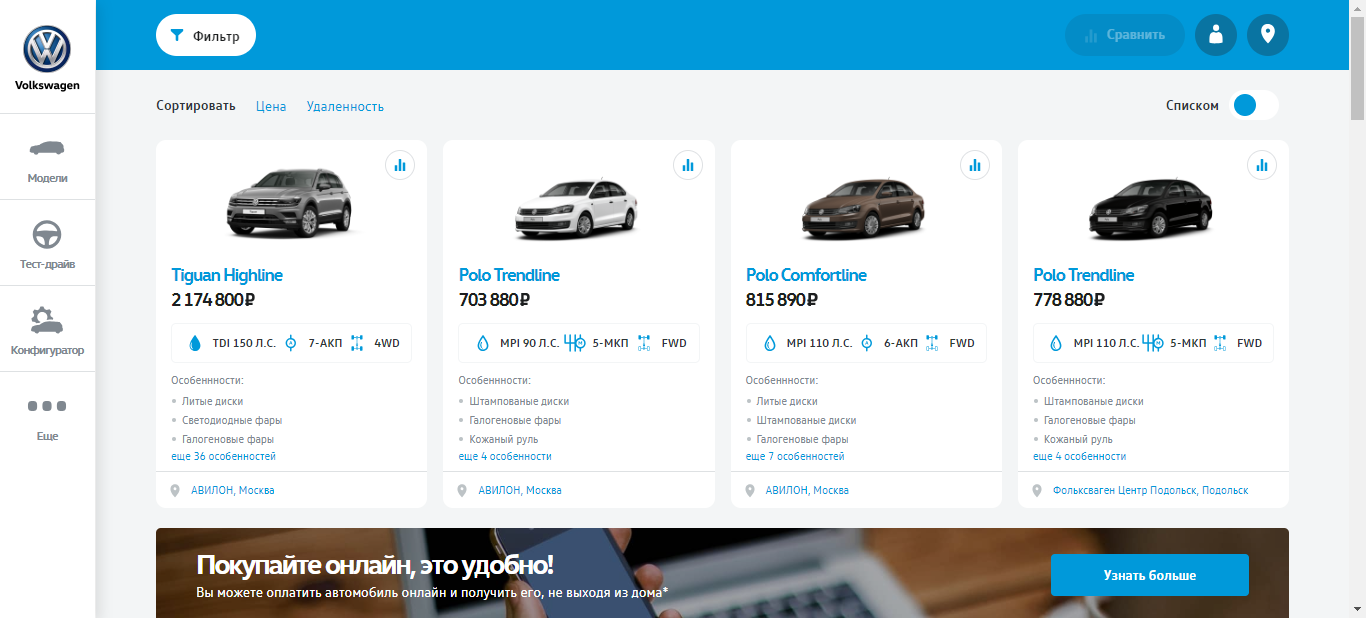 Volkswagen
Модели
Тест-драйв
Конфигуратор
Еще
Фильтр
Сравнить
Сортировать Цена Удаленность
Списком
Tiguan Highline
2 174 800 ₽
TDI 150 Л.С. 7-АКП 4WD
Особеннности:
Литые диски
Светодиодные фары
Галогеновые фары
еще 36 особенностей
АВИЛОН, Москва
Polo Trendline
703 880 ₽
MPI 90 Л.С. 5-МКП FWD
Особеннности:
Штампованые диски
Галогеновые фары
Кожаный руль
еще 4 особенности
АВИЛОН, Москва
Polo Comfortline
815 890 ₽
MPI 110 Л.С. 6-АКП FWD
Особеннности:
Литые диски
Штампованые диски
Галогеновые фары
еще 7 особенностей
АВИЛОН, Москва
Polo Trendline
778 880 ₽
MPI 110 Л.С. 5-МКП FWD
Особеннности:
Штампованые диски
Галогеновые фары
Кожаный руль
еще 4 особенности
Фольксваген Центр Подольск, Подольск
Покупайте онлайн, это удобно!
Вы можете оплатить автомобиль онлайн и получить его, не выходя из дома*
Узнать больше